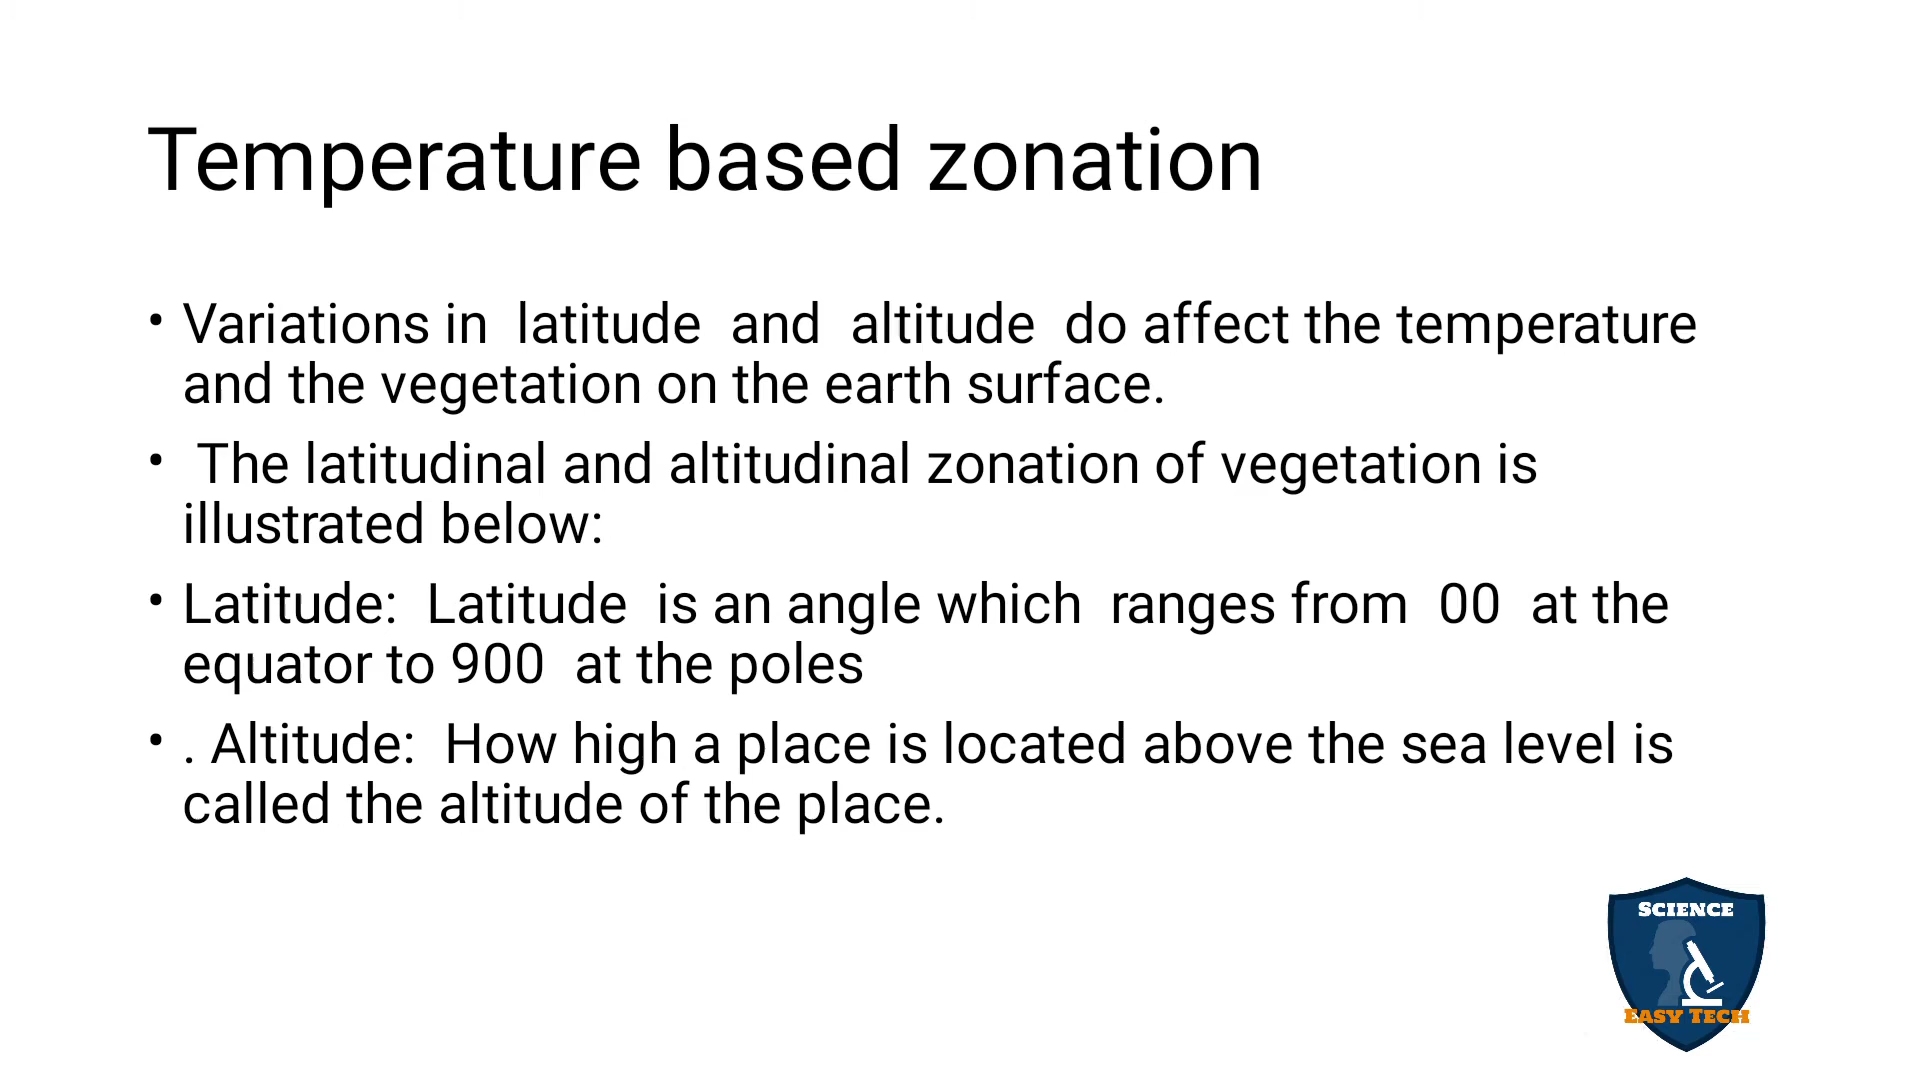 Temperature based zonation
• Variations in latitude and altitude do affect the temperature
and the vegetation on the earth surface.
• The latitudinal and altitudinal zonation of vegetation is
illustrated below:
• Latitude: Latitude is an angle which ranges from 00 at the
equator to 900 at the poles
• . Altitude: How high a place is located above the sea level is
called the altitude of the place.
SCIENCE
EASY TECH